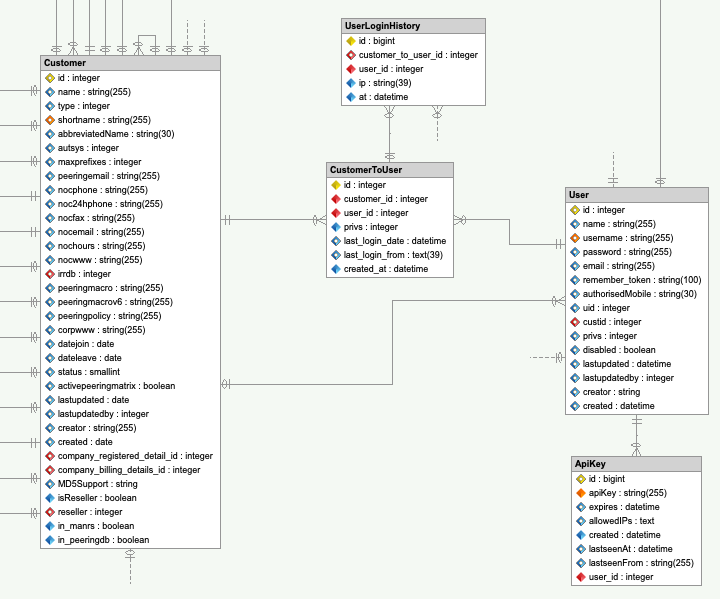 UserLoginHistory
id : bigint
customer_to_user_id : integer
user_id : integer
ip : string(39)
at : datetime
Customer
id : integer
name : string(255)
type : integer
shortname : string(255)
abbreviatedName : string(30)
autsys : integer
maxprefixes : integer
peeringemail : string(255)
nocphone : string(255)
noc24hphone : string(255)
nocfax : string(255)
nocemail : string(255)
nochours : string(255)
nocwww : string(255)
irrdb : integer
peeringmacro : string(255)
peeringmacrov6 : string(255)
peeringpolicy : string(255)
corpwww : string(255)
datejoin : date
dateleave : date
status : smallint
activepeeringmatrix : boolean
lastupdated : date
lastupdatedby : integer
creator : string(255)
created : date
company_registered_detail_id : integer
company_billing_details_id : integer
MD5Support : string
isReseller : boolean
reseller : integer
in_manrs : boolean
in_peeringdb : boolean
CustomerToUser
id : integer
customer_id : integer
user_id : integer
privs : integer
last_login_date : datetime
last_login_from : text(39)
created_at : datetime
User
id : integer
name : string(255)
username : string(255)
password : string(255)
email : string(255)
remember_token : string(100)
authorisedMobile : string(30)
uid : integer
custid : integer
privs : integer
disabled : boolean
lastupdated : datetime
lastupdatedby : integer
creator : string
created : datetime
ApiKey
id : bigint
apiKey : string(255)
expires : datetime
allowedIPs : text
created : datetime
lastseenAt : datetime
lastseenFrom : string(255)
user_id : integer